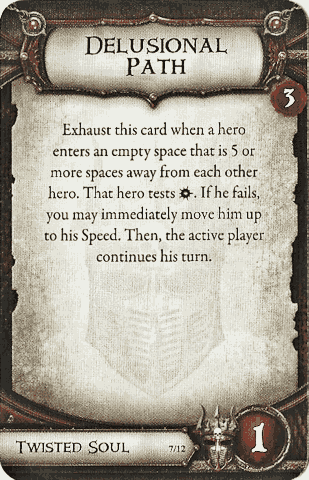 Delusional
Path
3
Exhaust this card when a hero
enters an empty space that is 5 or
more spaces away from each other
hero. That hero tests . If he fails,
you may immediately move him up
to his Speed. Then, the active player
continues his turn.
Twisted Soul 7/12 1